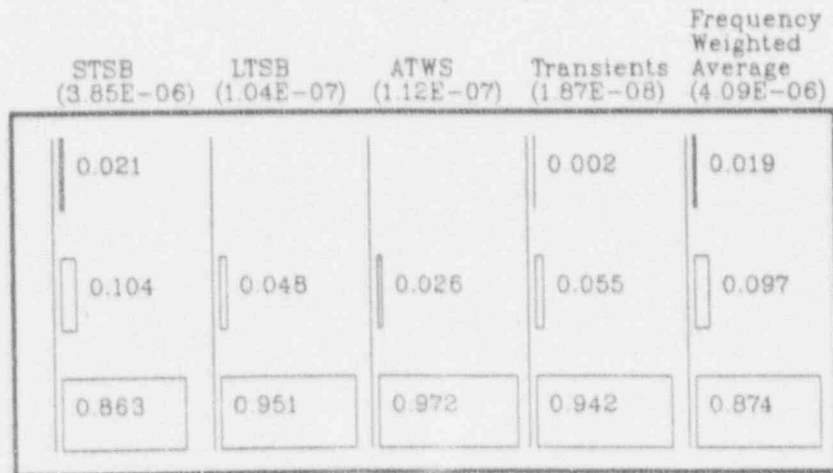 Frequency
Weighted
STSB LTSB ATWS Transients Average
(3.85E-06) (1.04E-07) (1.12E-07) (1.87E-08) (4.09E-06)
0.021 0.002 0.019
0.104 0.048 0.026 0.055 0.097
0.863 0.951 0.972 0.942 0.874